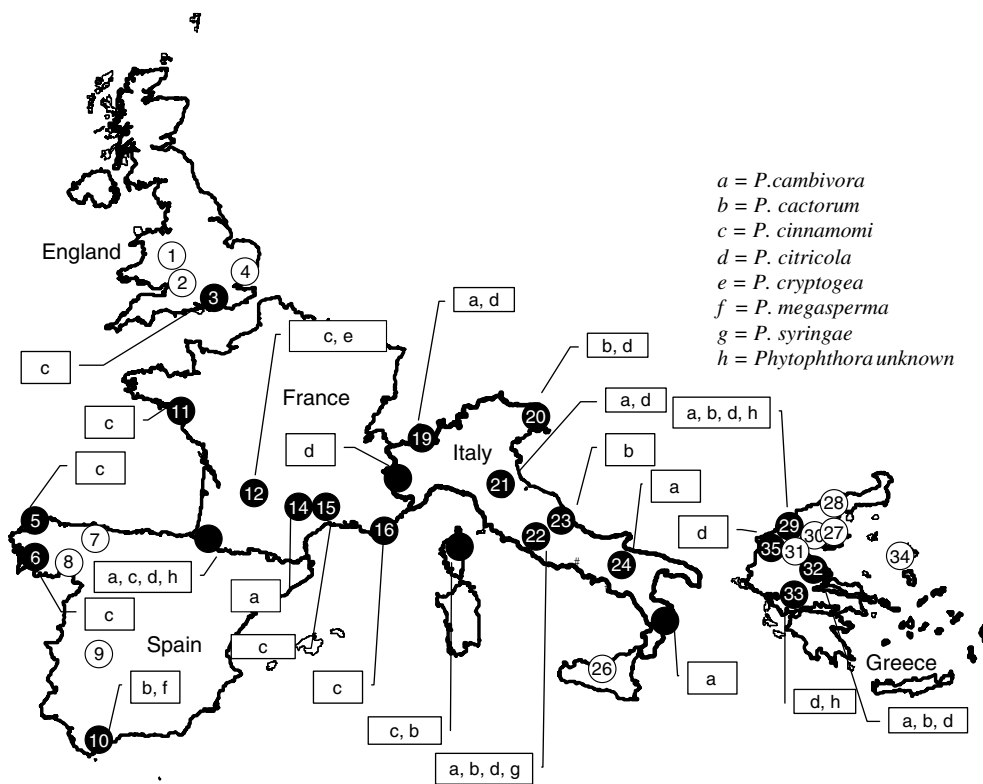 a = P.cambivora
b = P. cactorum
c = P. cinnamomi
d = P. citricola
e = P. cryptogea
f = P. megasperma
g = P. syringae
h = Phytophthora unknown
England
1
2
4
3
c
a, d
c, e
b, d
France
11
c
a, d
a, b, d, h
19
20
Italy
d
b
c
12
21
a
14
15
5
16
23
22
24
7
6
8
28
29
30
27
d
35
31
34
32
33
a, c, d, h
a
c
c
Spain
9
26
Greece
c
a
b, f
d, h
10
c, b
a, b, d
a, b, d, g